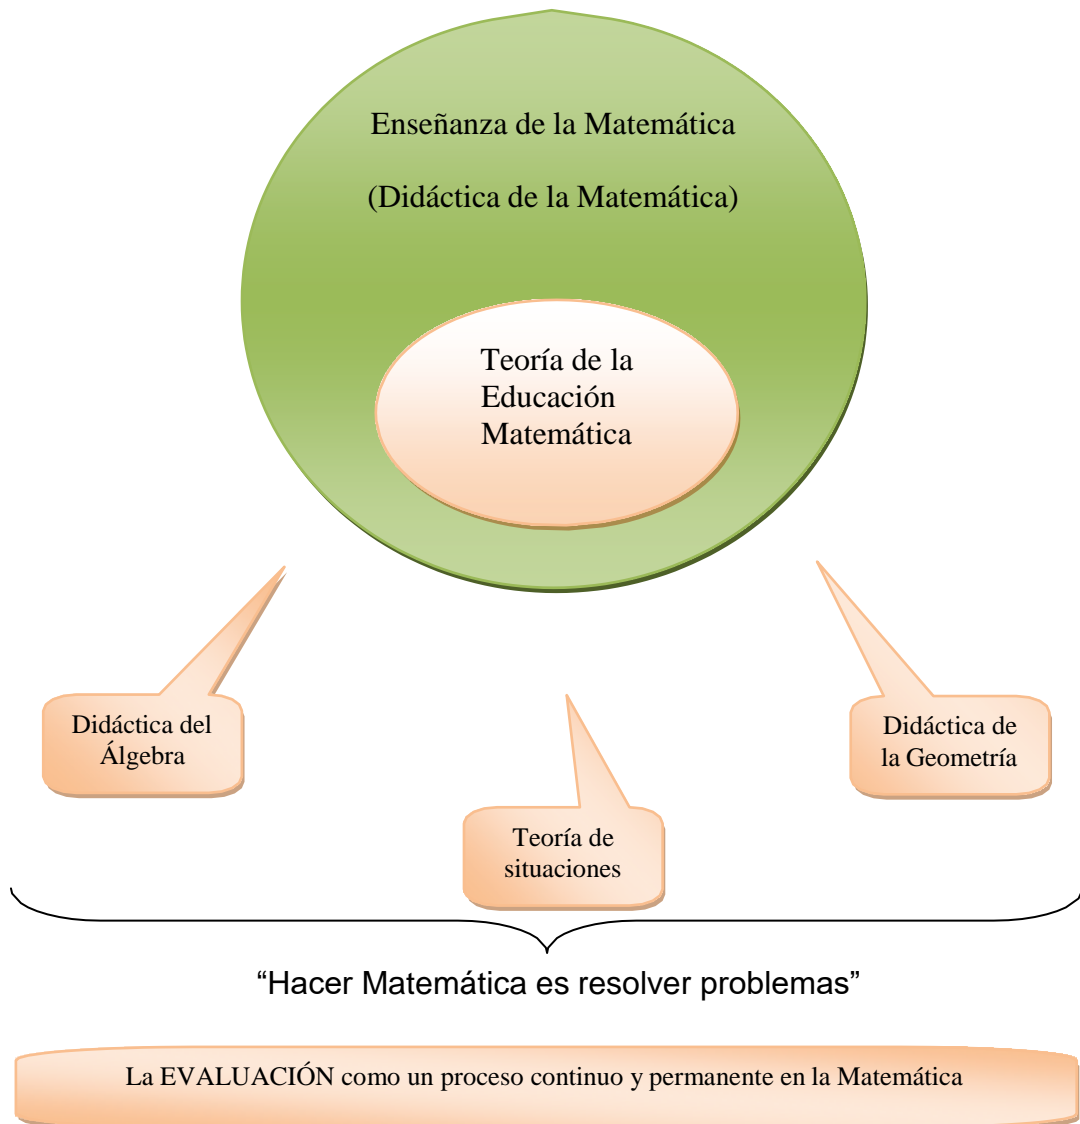 Enseñanza de la Matemática
(Didáctica de la Matemática)
Teoría de la
Educación
Matemática
Didáctica del
Álgebra
Didáctica de
la Geometría
Teoría de
situaciones
“Hacer Matemática es resolver problemas”
La EVALUACIÓN como un proceso continuo y permanente en la Matemática